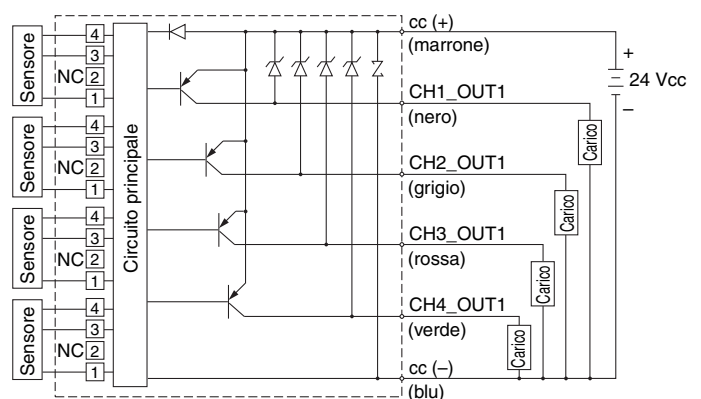 Sensore
4
3
NC 2
1
Sensore
4
3
NC 2
1
Sensore
4
3
NC 2
1
Sensore
4
3
NC 2
1
Circuito principale
cc (+)
(marrone)
CH1_OUT1
(nero)
CH2_OUT1
(grigio)
CH3_OUT1
(rossa)
CH4_OUT1
(verde)
cc (–)
(blu)
Carico
Carico
Carico
Carico
+
24 Vcc
–